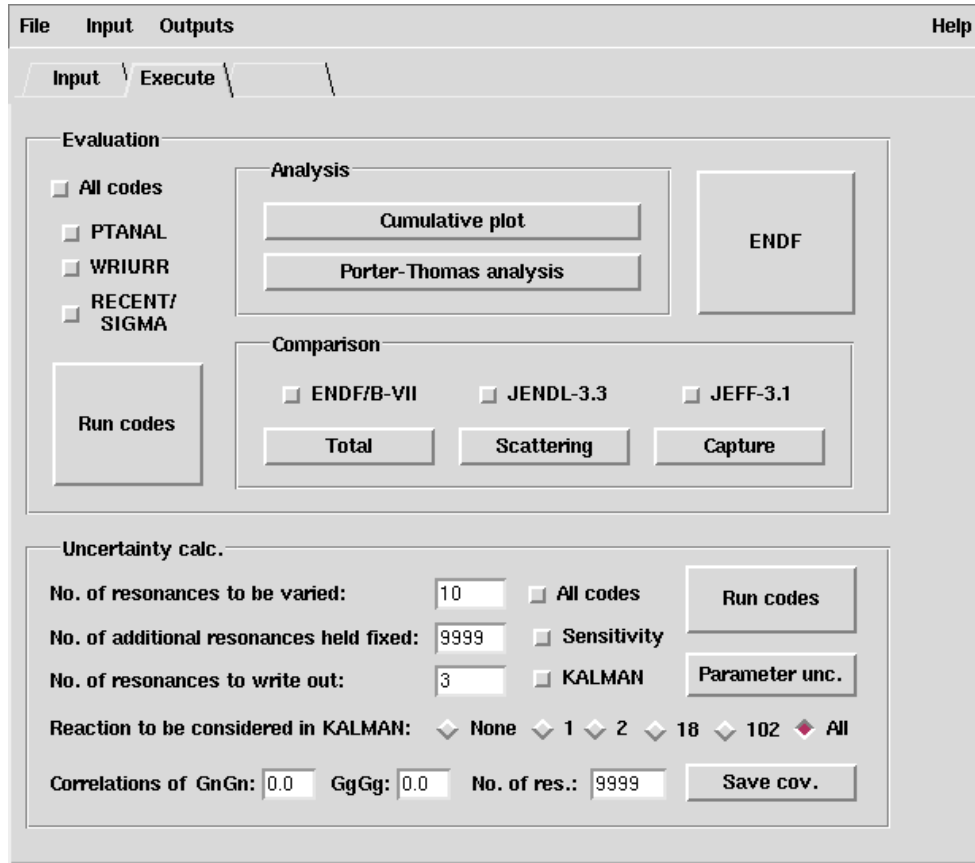 File Input Outputs Help
Input Execute
Evaluation
All codes
PTANAL
WRIURR
RECENT/
SIGMA
Run codes
Analysis
Cumulative plot
Porter-Thomas analysis
ENDF
Comparison
ENDF/B-VII JENDL-3.3 JEFF-3.1
Total Scattering Capture
Uncertainty calc.
No. of resonances to be varied: 10 All codes Run codes
No. of additional resonances held fixed: 9999 Sensitivity
No. of resonances to write out: 3 KALMAN Parameter unc.
Reaction to be considered in KALMAN: None 1 2 18 102 All
Correlations of GnGn: 0.0 GgGg: 0.0 No. of res.: 9999 Save cov.